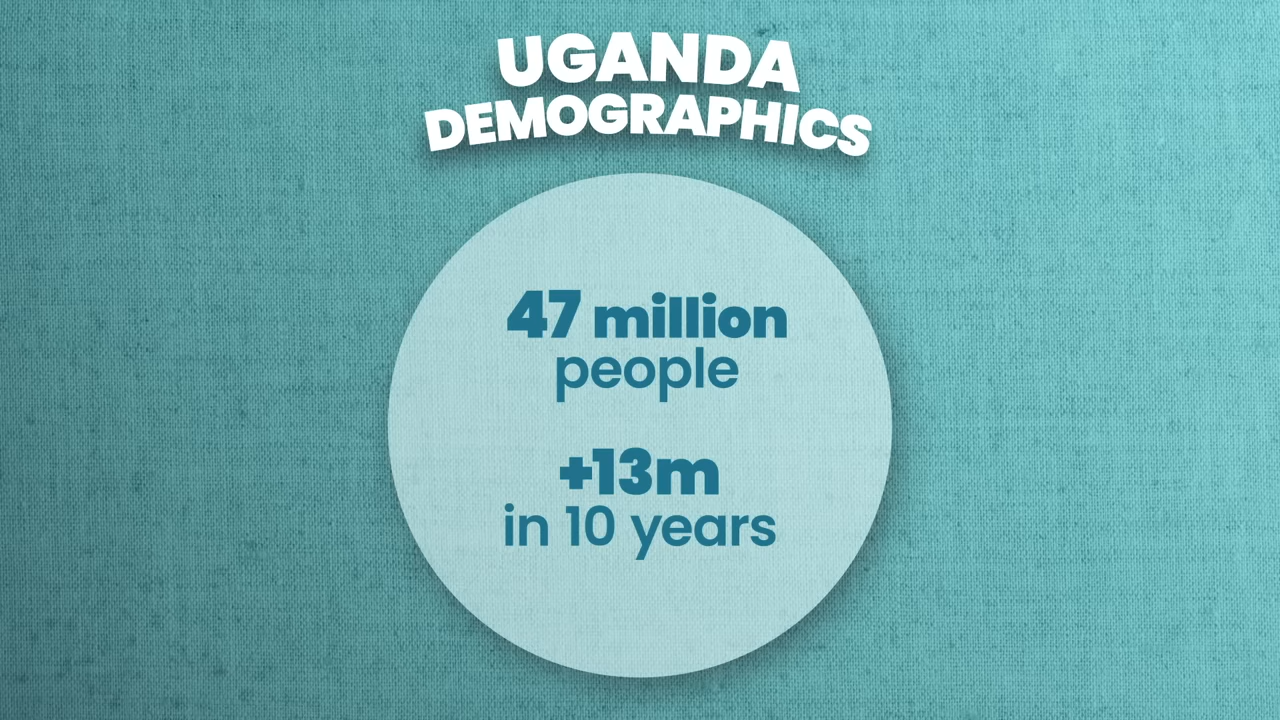 UGANDA
DEMOGRAPHICS
47 million
people
+13m
in 10 years